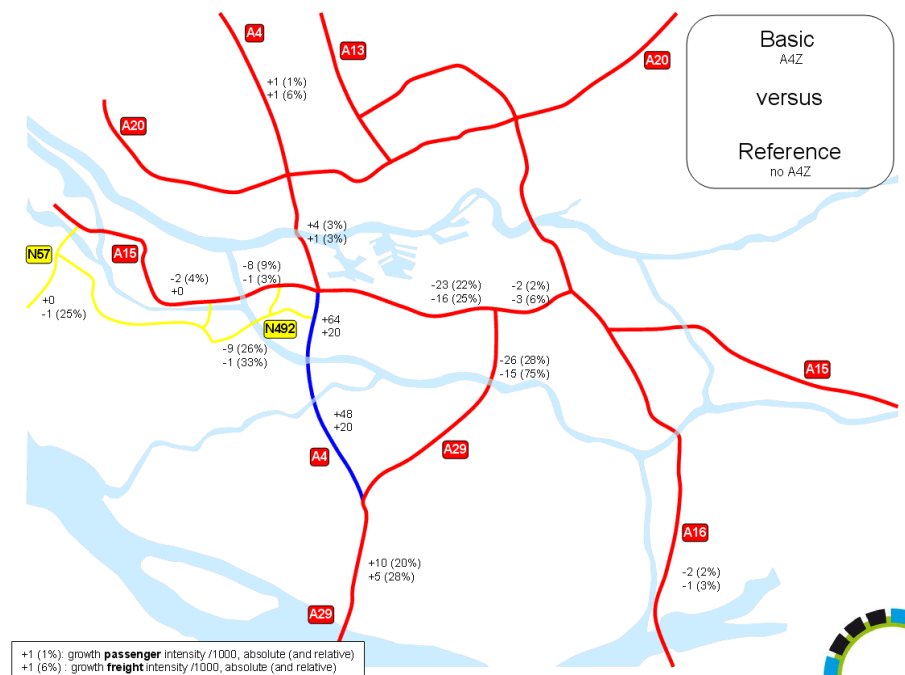 A4
A13
A20
Basic
A4Z
versus
Reference
no A4Z
+1 (1%)
+1 (6%)
A20
+4 (3%)
+1 (3%)
N57
A15
-8 (9%)
-1 (3%)
-2 (4%)
+0
-23 (22%)
-16 (25%)
-2 (2%)
-3 (6%)
+0
-1 (25%)
N492
+64
+20
-9 (26%)
-1 (33%)
-26 (28%)
-15 (75%)
A15
+48
+20
A4
A29
A16
+10 (20%)
+5 (28%)
-2 (2%)
-1 (3%)
A29
+1 (1%): growth passenger intensity /1000, absolute (and relative)
+1 (6%) : growth freight intensity /1000, absolute (and relative)